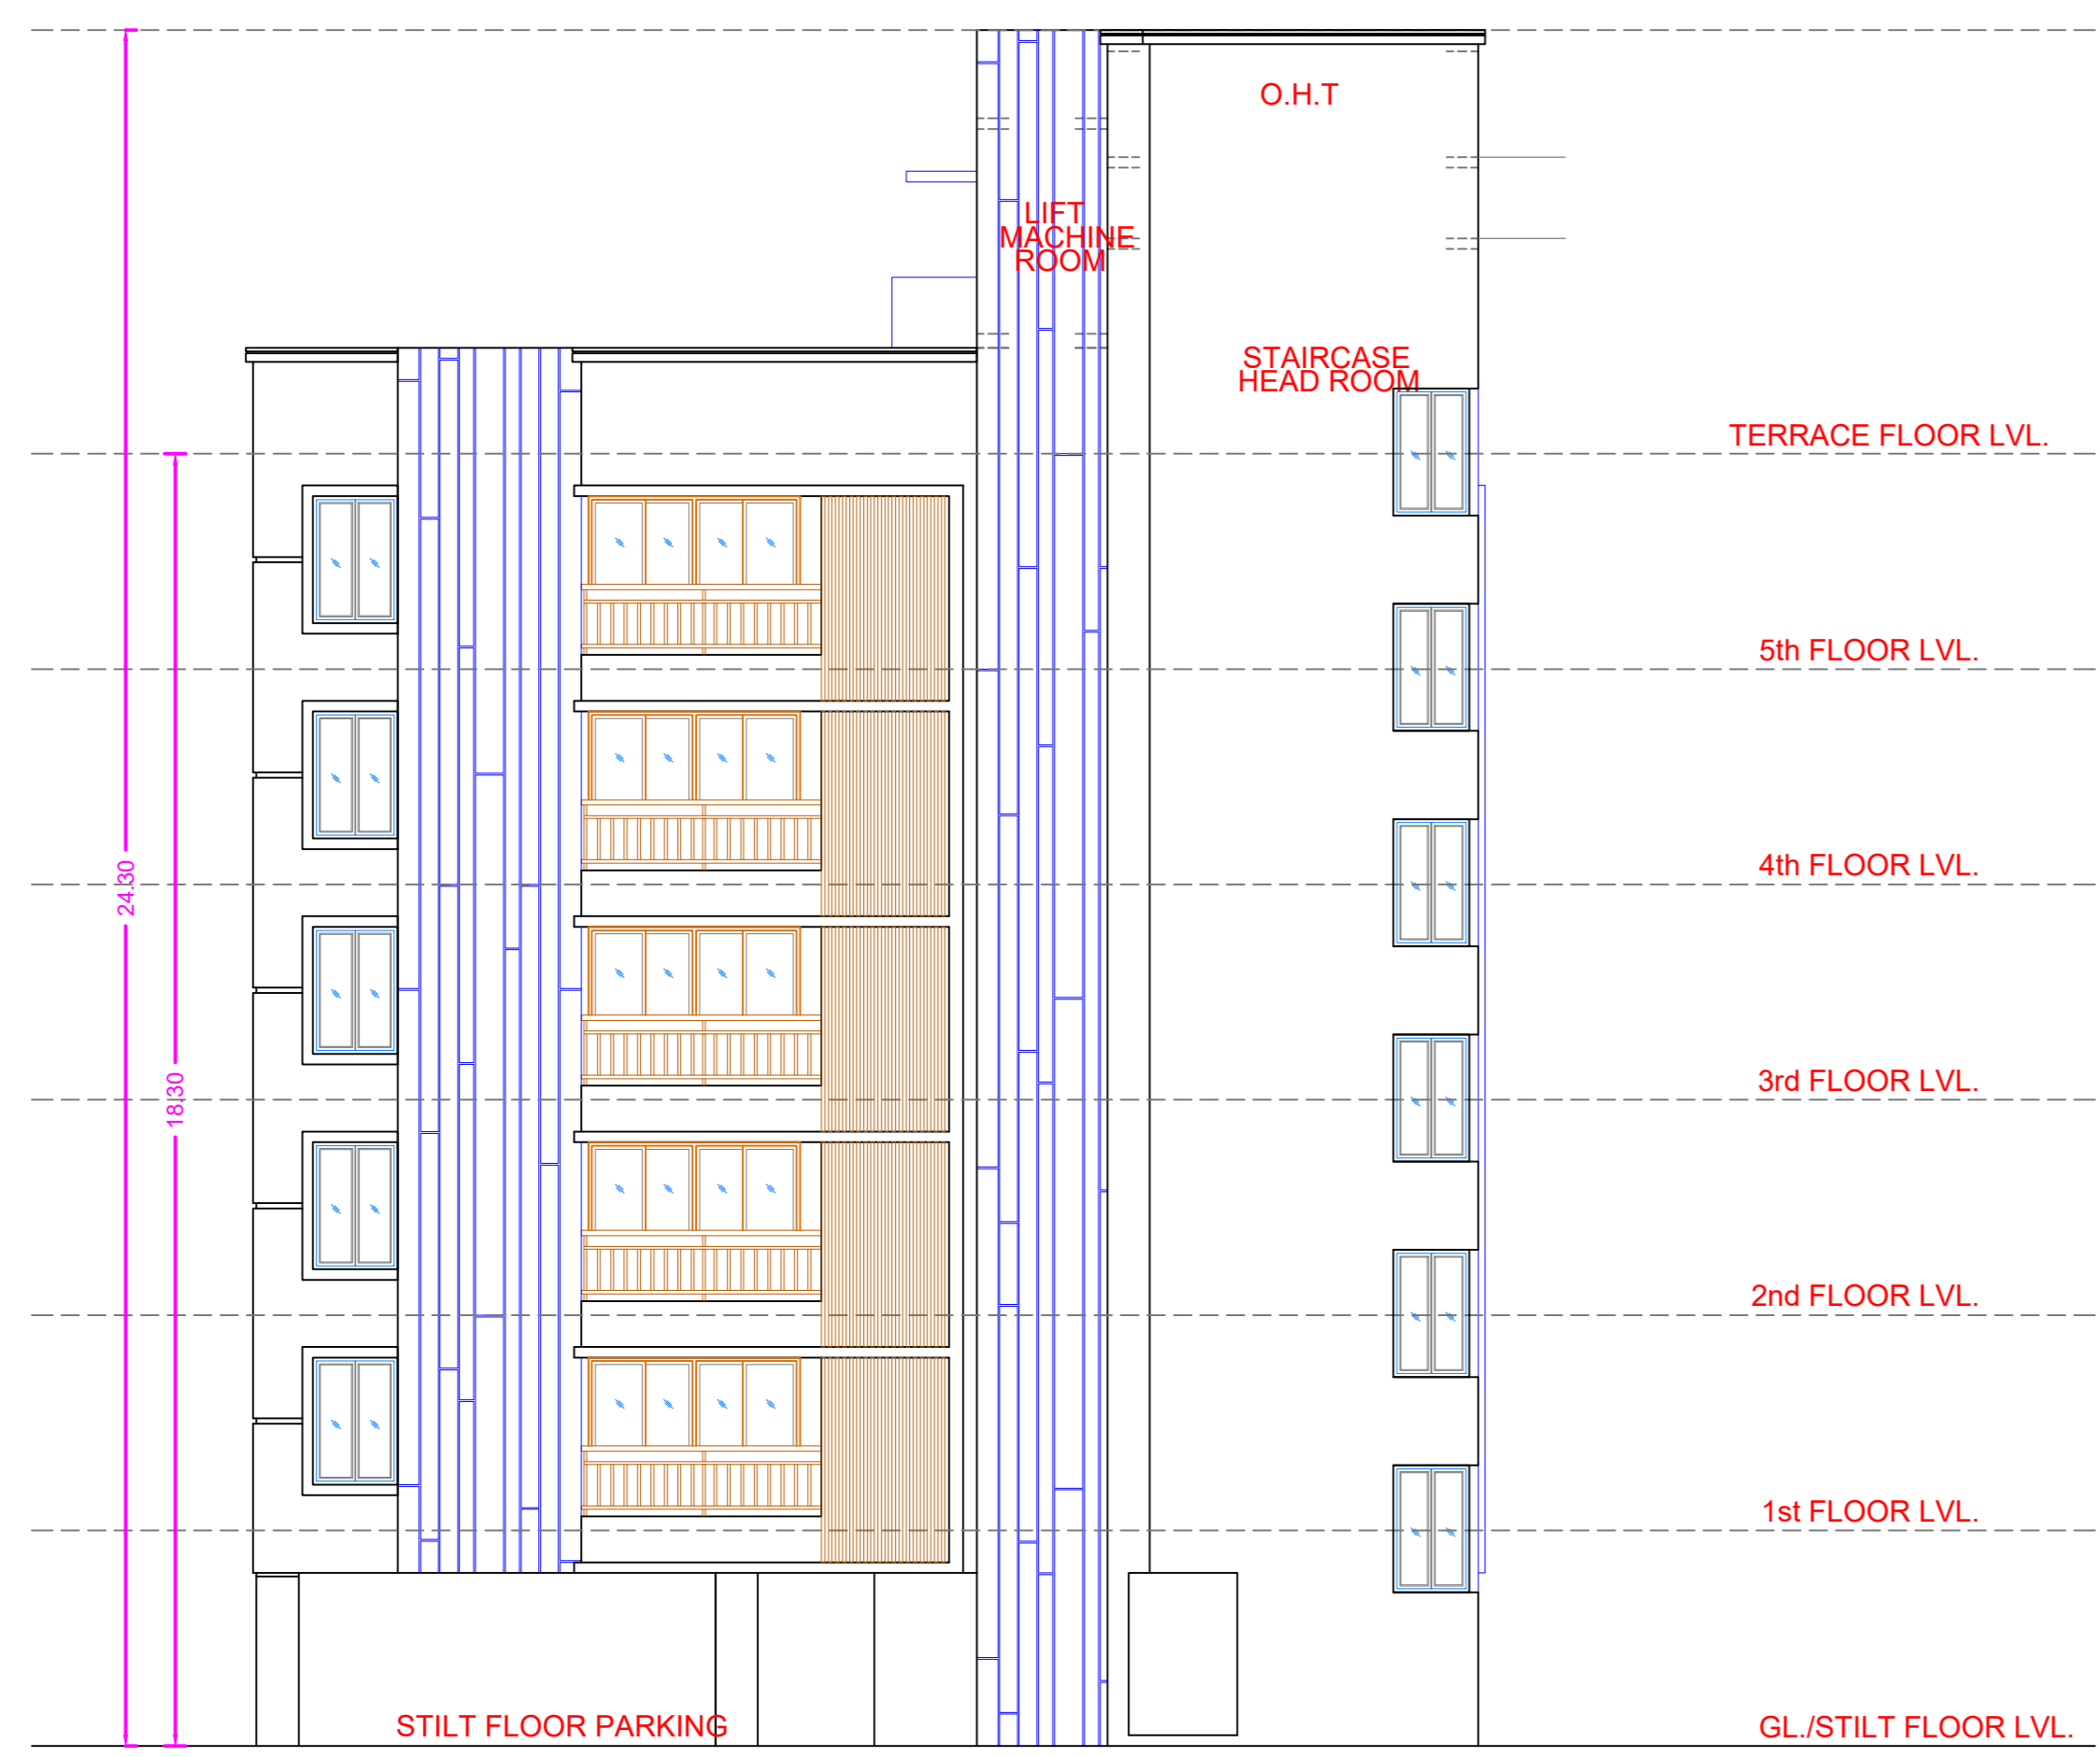 O.H.T
LIFT
MACHINE
ROOM
STAIRCASE
HEAD ROOM
TERRACE FLOOR LVL.
5th FLOOR LVL.
4th FLOOR LVL.
24.30
3rd FLOOR LVL.
18.30
2nd FLOOR LVL.
1st FLOOR LVL.
STILT FLOOR PARKING
GL./STILT FLOOR LVL.